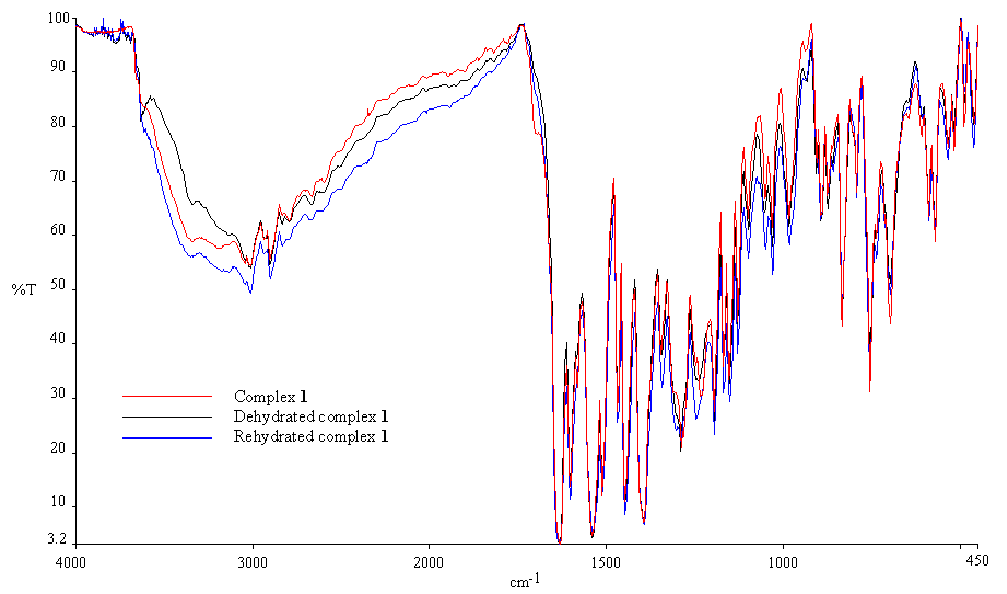 100
90
80
70
60
50
%T
40
30
20
10
3.2
Complex 1
Dehydrated complex 1
Rehydrated complex 1
4000 3000 2000 1500 1000 450
cm-1